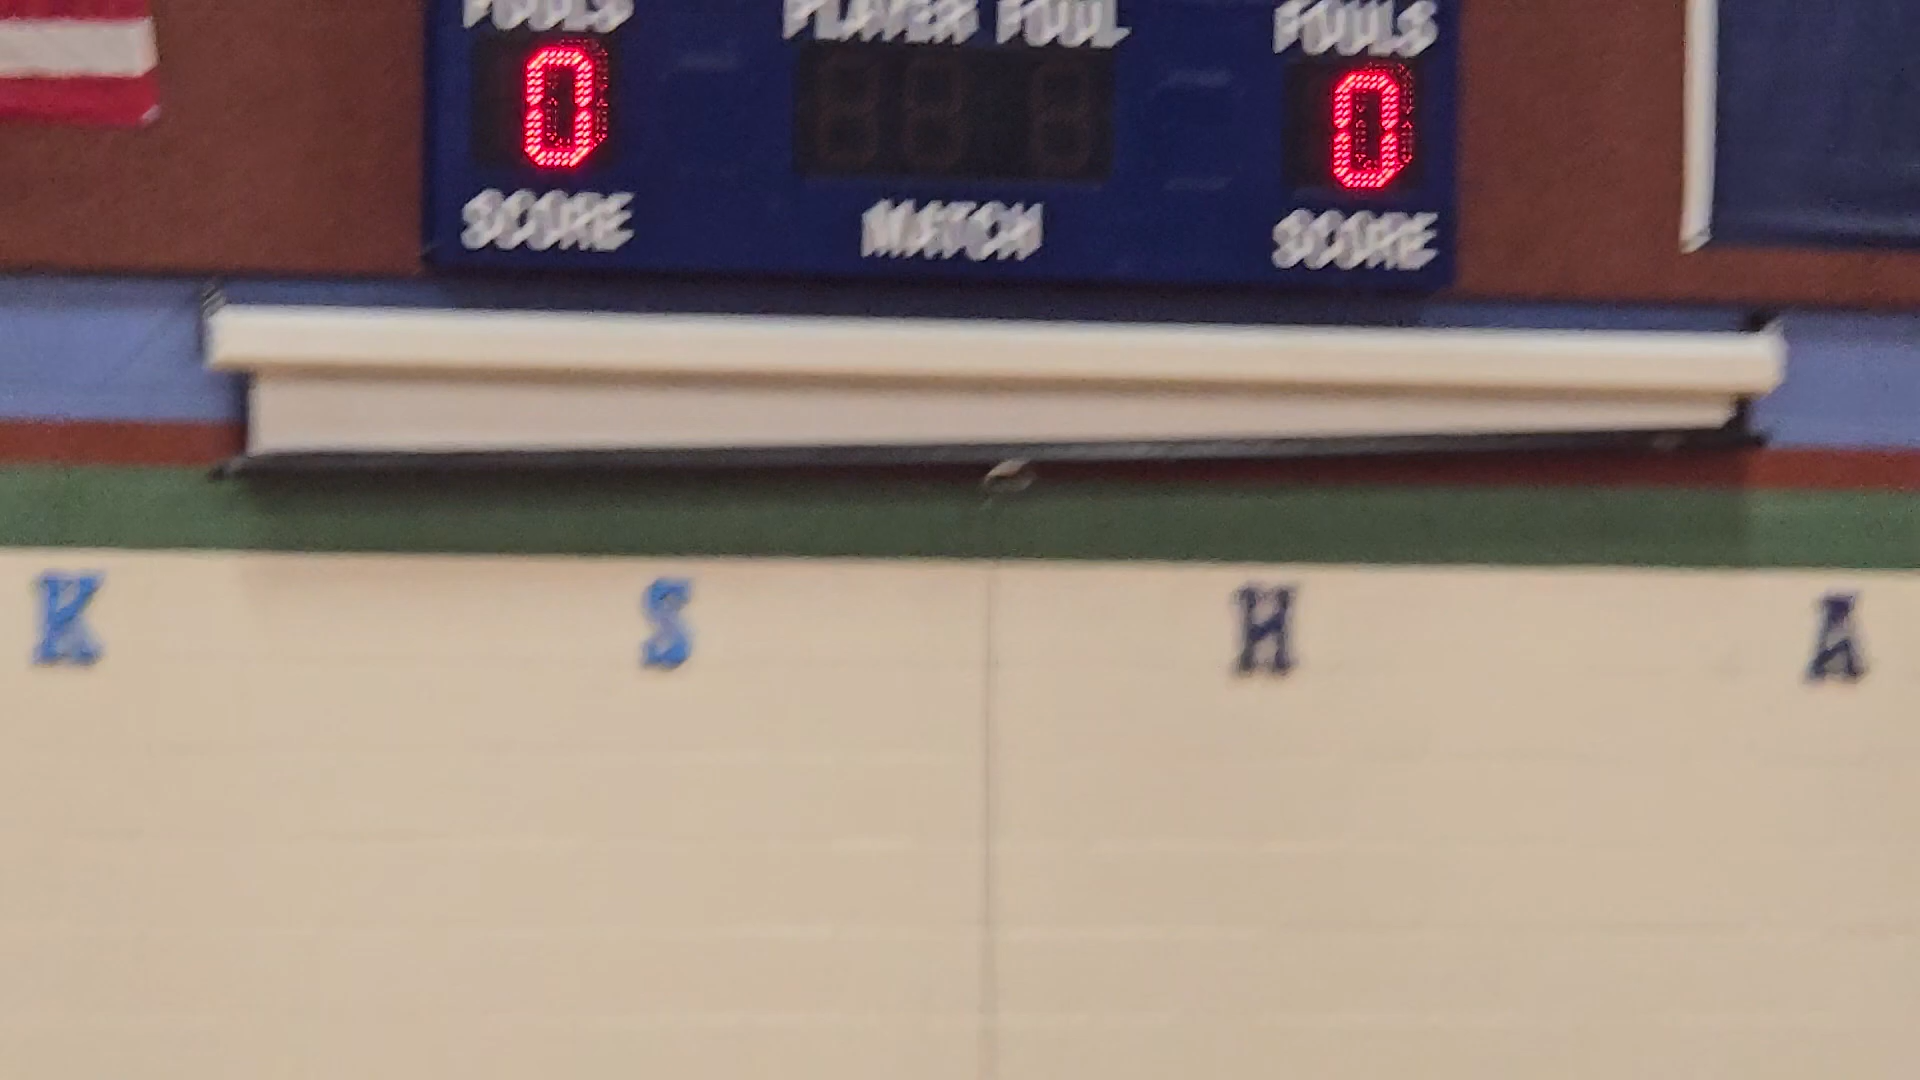 FOULS PLAYER FOUL FOULS
0 0
SCORE MATCH SCORE
K S H A